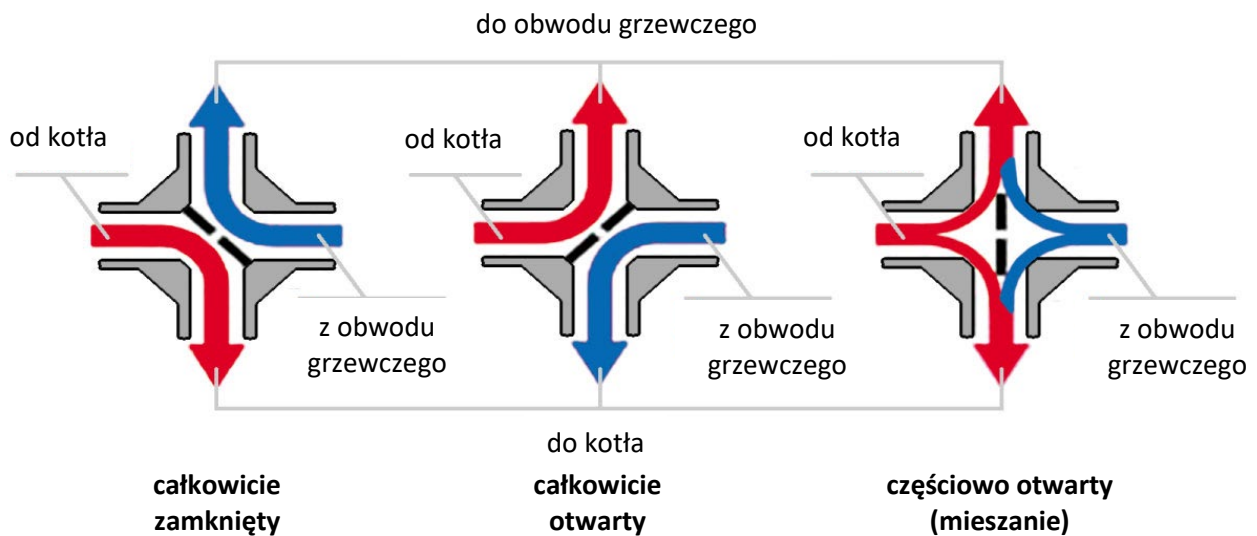 do obwodu grzewczego
od kotła
od kotła
od kotła
z obwodu
grzewczego
z obwodu
grzewczego
z obwodu
grzewczego
do kotła
całkowicie
zamknięty
całkowicie
otwarty
częściowo otwarty
(mieszanie)